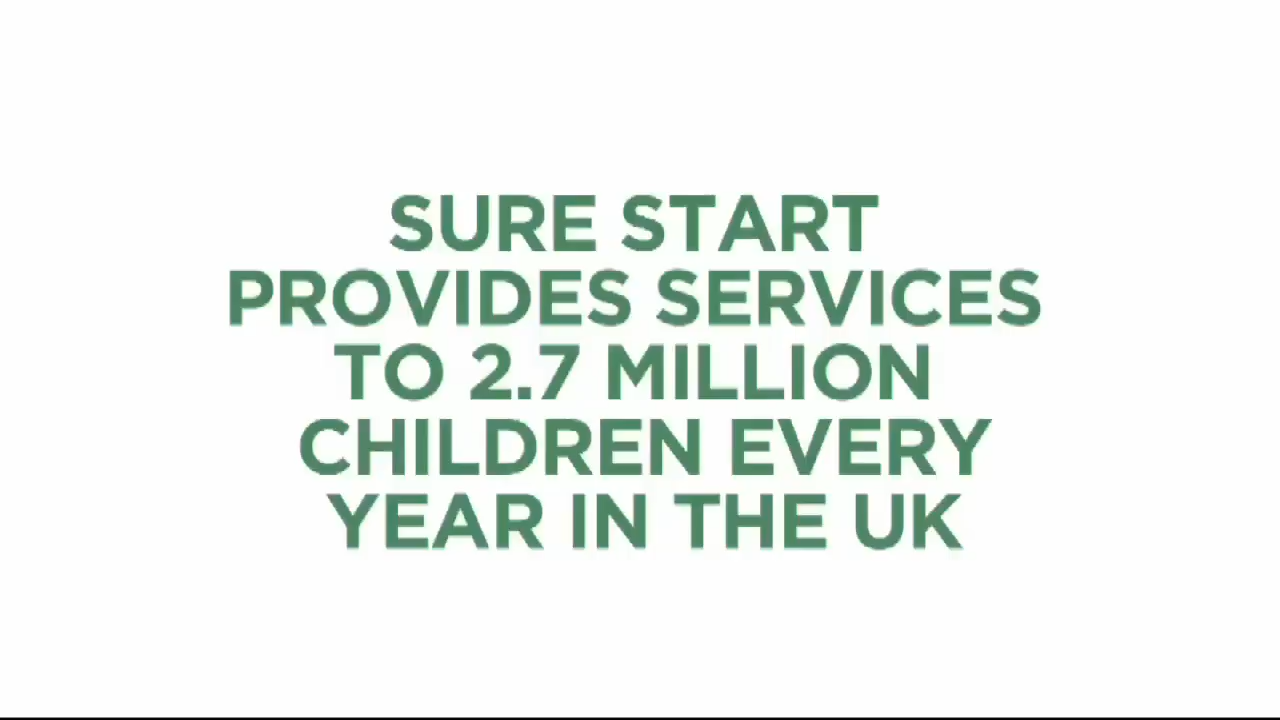 SURE START
PROVIDES SERVICES
TO 2.7 MILLION
CHILDREN EVERY
YEAR IN THE UK